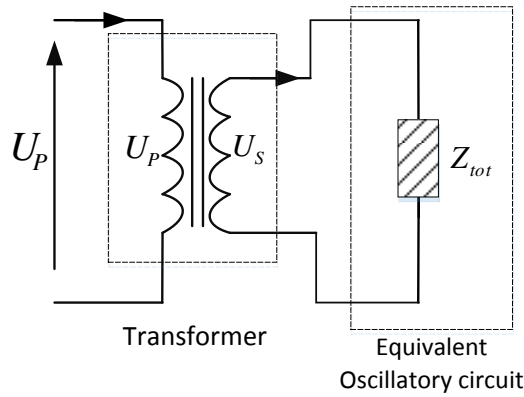 U_P
U_P
U_S
Z_tot
Transformer
Equivalent
Oscillatory circuit